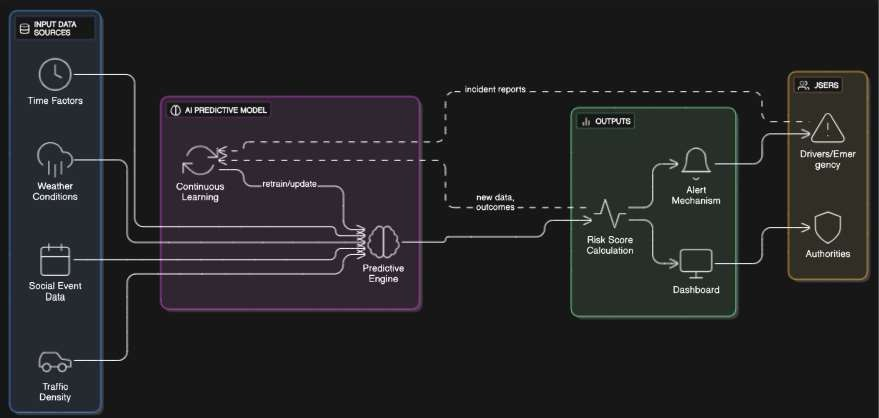 INPUT DATA
SOURCES
Time Factors
Weather
Conditions
Social Event
Data
Traffic
Density
AI PREDICTIVE MODEL
Continuous
Learning
retrain/update
Predictive
Engine
incident reports
new data,
outcomes
OUTPUTS
Risk Score
Calculation
Alert
Mechanism
Dashboard
JSERS
Drivers/Emer
gency
Authorities